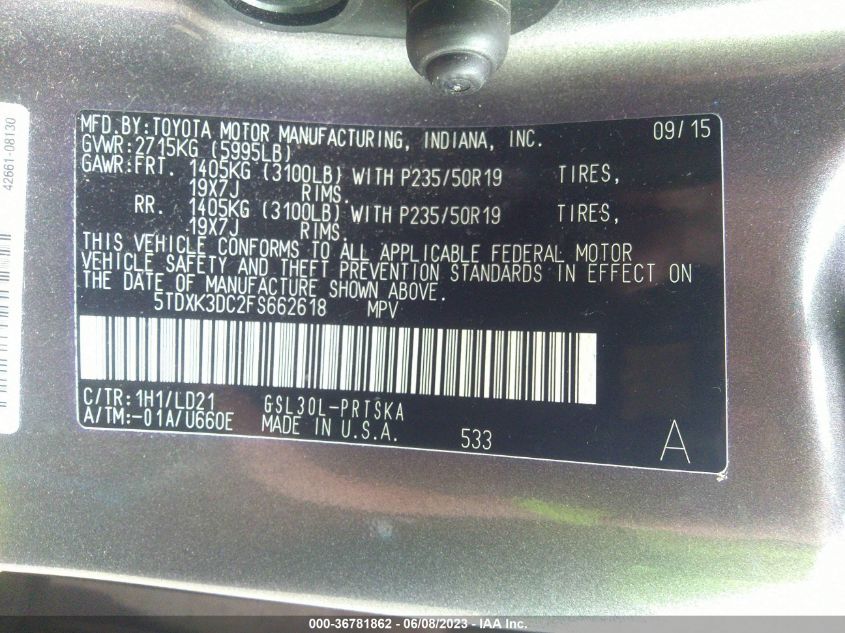 MFD.BY:TOYOTA MOTOR MANUFACTURING, INDIANA, INC. 09/15
GVWR:2715KG (5995LB)
GAWR:FRT. 1405KG (3100LB) WITH P235/50R19 TIRES,
19X7J RIMS.
RR. 1405KG (3100LB) WITH P235/50R19 TIRES,
19X7J RIMS.
THIS VEHICLE CONFORMS TO ALL APPLICABLE FEDERAL MOTOR
VEHICLE SAFETY AND THEFT PREVENTION STANDARDS IN EFFECT ON
THE DATE OF MANUFACTURE SHOWN ABOVE.
5TDXK3DC2FS662618 MPV
C/TR:1H1/LD21 GSL30L-PRTSKA
A/TM:-01A/U660E MADE IN U.S.A. 533 A
42661-08130
000-36781862 - 06/08/2023 - IAA Inc.